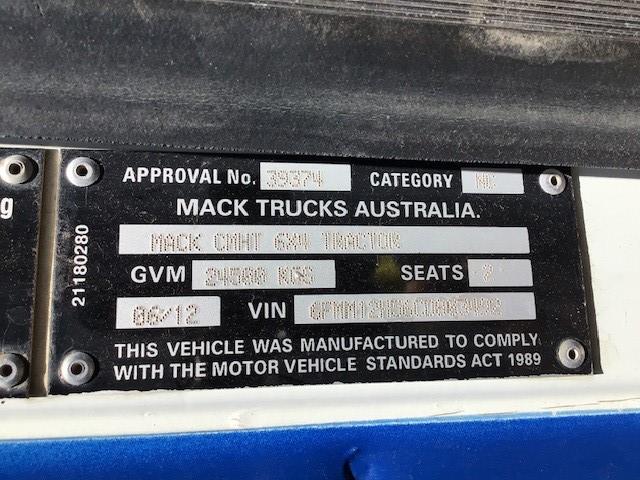 g
APPROVAL No. 39374 CATEGORY NC
MACK TRUCKS AUSTRALIA.
MACK CMHT 6X4 TRACTOR
GVM 24500 KGS SEATS 2
06/12 VIN
THIS VEHICLE WAS MANUFACTURED TO COMPLY
WITH THE MOTOR VEHICLE STANDARDS ACT 1989
21180280